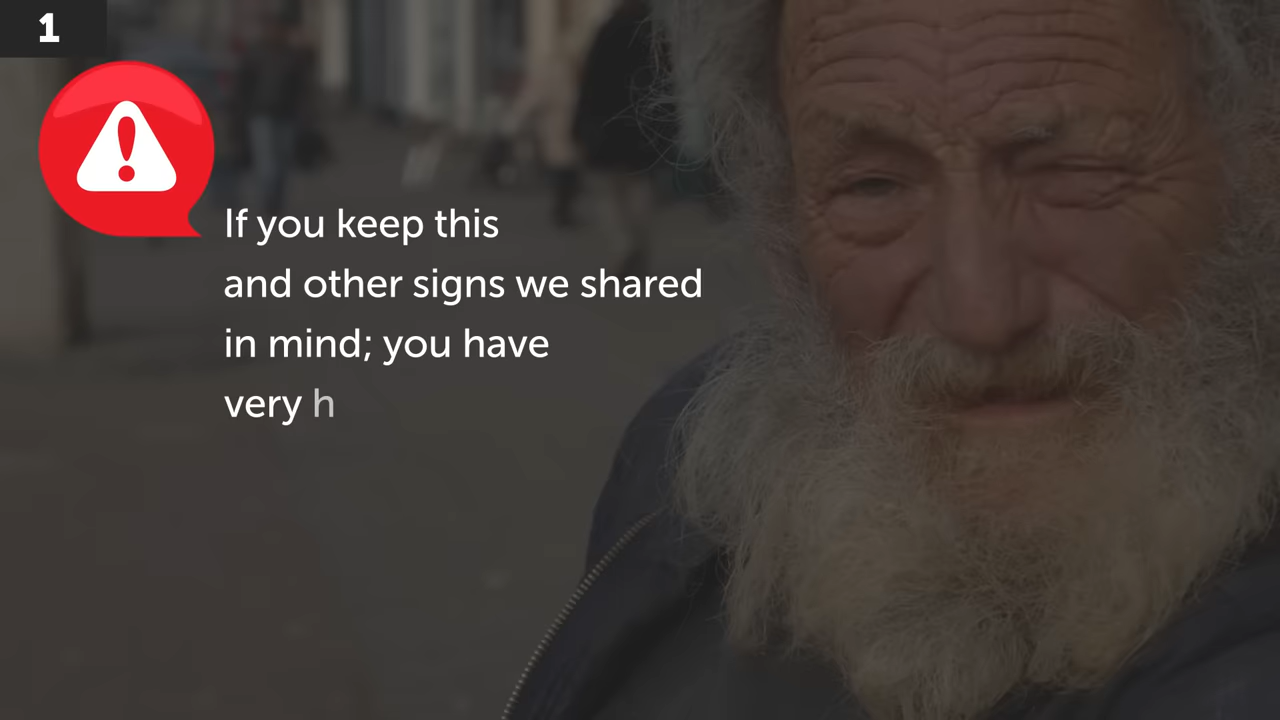 1
If you keep this
and other signs we shared
in mind; you have
very h